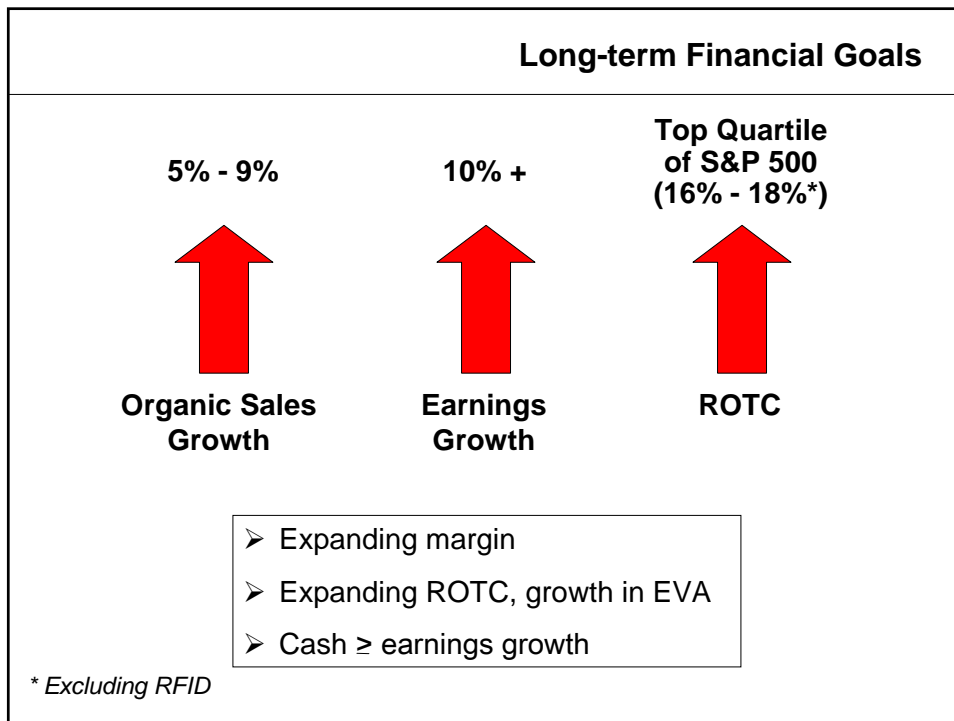 Long-term Financial Goals
5% - 9%
10% +
Top Quartile
of S&P 500
(16% - 18%*)
Organic Sales
Growth
Earnings
Growth
ROTC
➢ Expanding margin
➢ Expanding ROTC, growth in EVA
➢ Cash ≥ earnings growth
* Excluding RFID